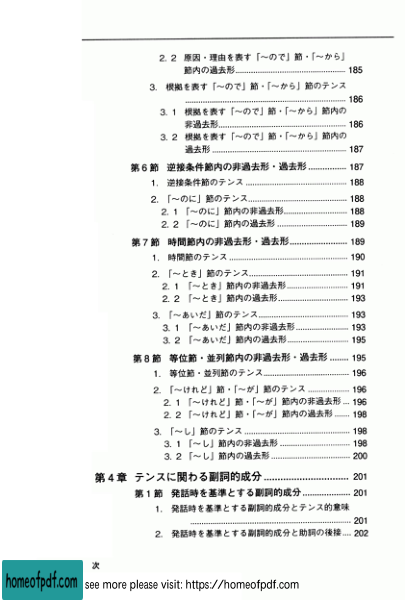 2. 2 原因・理由を表す「～ので」節・「～から」
節内の過去形 ........ 185
3. 根拠を表す「～ので」節・「～から」節のテンス
........ 186
3. 1 根拠を表す「～ので」節・「～から」節内の
非過去形 ........ 186
3. 2 根拠を表す「～ので」節・「～から」節内の
過去形 ........ 187
第6節 逆接条件節内の非過去形・過去形 ........ 187
1. 逆接条件節のテンス ........ 188
2. 「～のに」節のテンス ........ 188
2. 1 「～のに」節内の非過去形 ........ 188
2. 2 「～のに」節内の過去形 ........ 189
第7節 時間節内の非過去形・過去形 ........ 189
1. 時間節のテンス ........ 190
2. 「～とき」節のテンス ........ 191
2. 1 「～とき」節内の非過去形 ........ 191
2. 2 「～とき」節内の過去形 ........ 193
3. 「～あいだ」節のテンス ........ 193
3. 1 「～あいだ」節内の非過去形 ........ 193
3. 2 「～あいだ」節内の過去形 ........ 195
第8節 等位節・並列節内の非過去形・過去形 ........ 195
1. 等位節・並列節のテンス ........ 196
2. 「～けれど」節・「～が」節のテンス ........ 196
2. 1 「～けれど」節・「～が」節内の非過去形 ... 196
2. 2 「～けれど」節・「～が」節内の過去形 ...... 198
3. 「～し」節のテンス ........ 198
3. 1 「～し」節内の非過去形 ........ 198
3. 2 「～し」節内の過去形 ........ 200
第4章 テンスに関わる副詞的成分 ........ 201
第1節 発話時を基準とする副詞的成分 ........ 201
1. 発話時を基準とする副詞的成分とテンス的意味
........ 201
2. 発話時を基準とする副詞的成分と助詞の後接 .... 202
次
homeofpdf.com see more please visit: https://homeofpdf.com